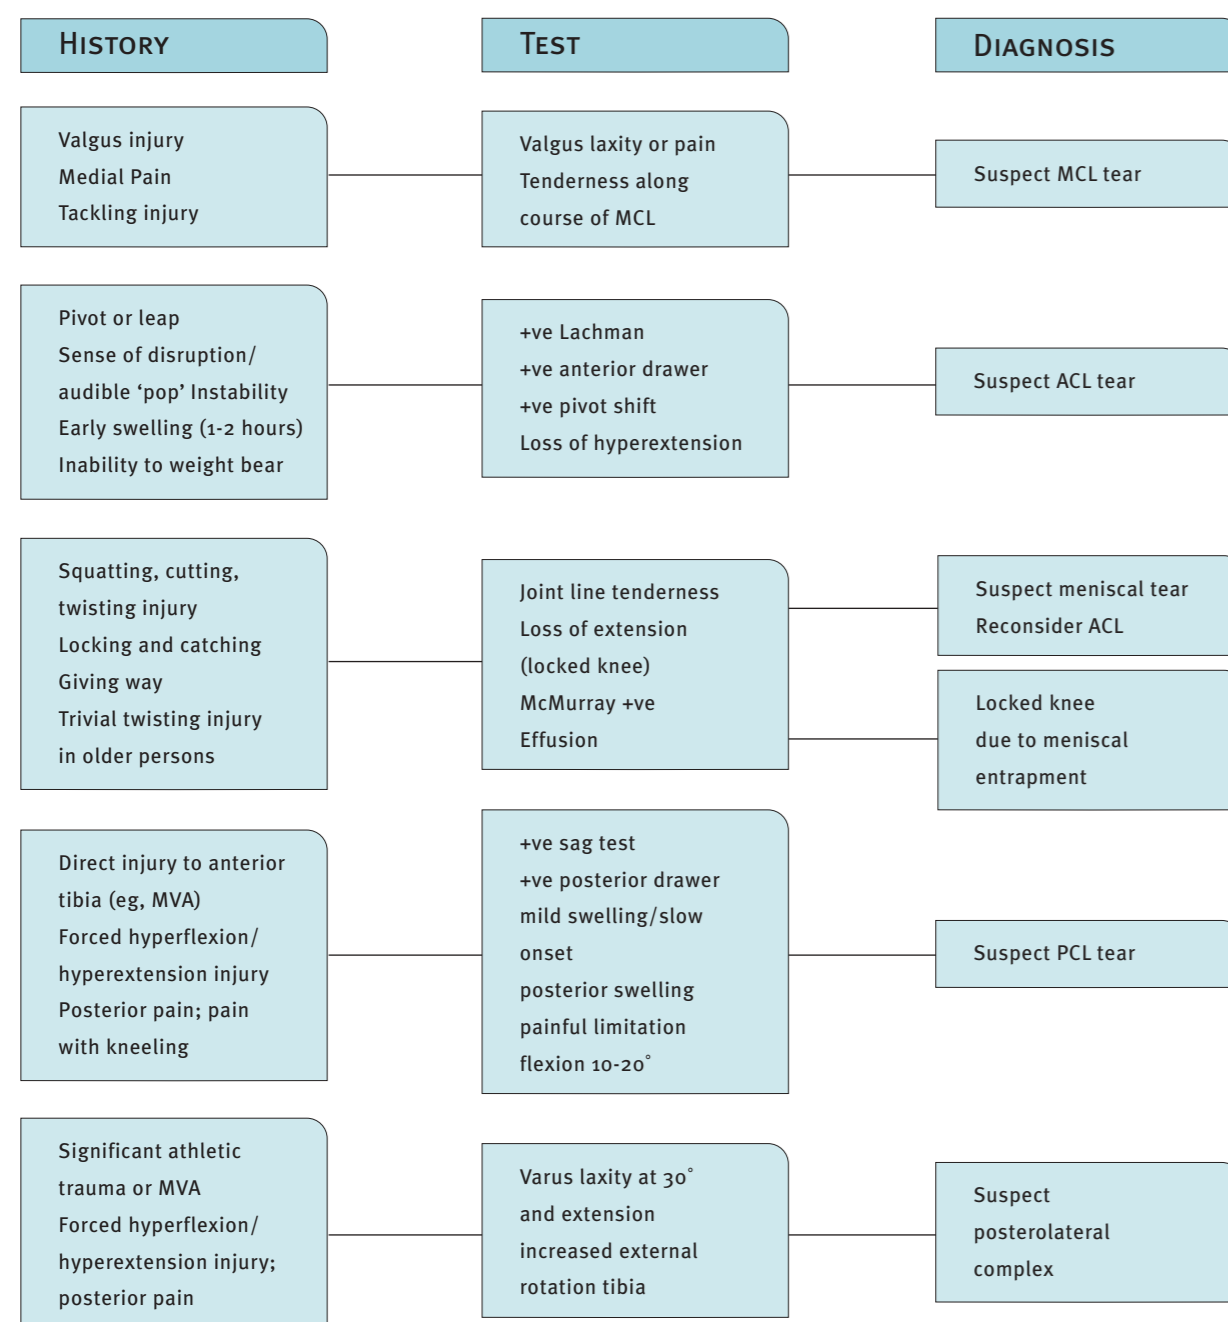 History
Test
Diagnosis
Valgus injury
Medial Pain
Tackling injury
Valgus laxity or pain
Tenderness along
course of MCL
Suspect MCL tear
Pivot or leap
Sense of disruption/
audible ‘pop’ Instability
Early swelling (1-2 hours)
Inability to weight bear
+ve Lachman
+ve anterior drawer
+ve pivot shift
Loss of hyperextension
Suspect ACL tear
Squatting, cutting,
twisting injury
Locking and catching
Giving way
Trivial twisting injury
in older persons
Joint line tenderness
Loss of extension
(locked knee)
McMurray +ve
Effusion
Suspect meniscal tear
Reconsider ACL
Locked knee
due to meniscal
entrapment
Direct injury to anterior
tibia (eg, MVA)
Forced hyperflexion/
hyperextension injury
Posterior pain; pain
with kneeling
+ve sag test
+ve posterior drawer
mild swelling/slow
onset
posterior swelling
painful limitation
flexion 10-20°
Suspect PCL tear
Significant athletic
trauma or MVA
Forced hyperflexion/
hyperextension injury;
posterior pain
Varus laxity at 30°
and extension
increased external
rotation tibia
Suspect
posterolateral
complex